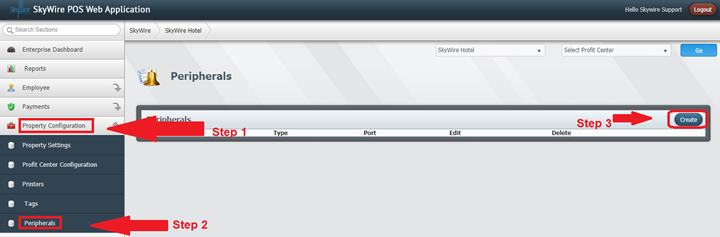 SkyWire SkyWire POS Web Application
Hello Skywire Support
Logout
Search Sections
SkyWire
SkyWire Hotel
Enterprise Dashboard
Reports
Employee
Payments
Property Configuration
Step 1
Property Settings
Profit Center Configuration
Printers
Tags
Peripherals
Step 2
SkyWire Hotel
Select Profit Center
Go
Peripherals
Peripherals
Step 3
Create
Type
Port
Edit
Delete